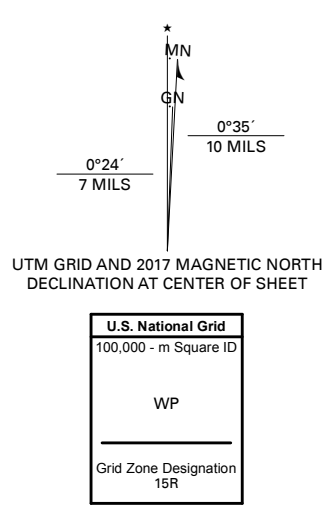 ★
MN
GN
0°35´
10 MILS
0°24´
7 MILS
UTM GRID AND 2017 MAGNETIC NORTH
DECLINATION AT CENTER OF SHEET
U.S. National Grid
100,000 - m Square ID
WP
Grid Zone Designation
15R